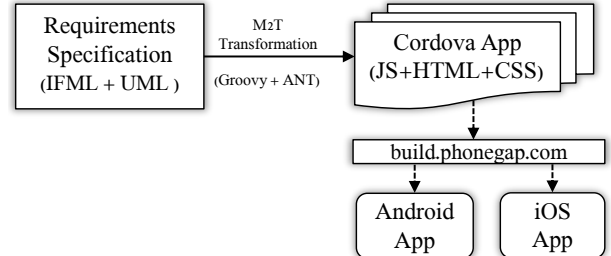 Requirements
Specification
(IFML + UML )
M2T
Transformation
(Groovy + ANT)
Cordova App
(JS+HTML+CSS)
build.phonegap.com
Android
App
iOS
App